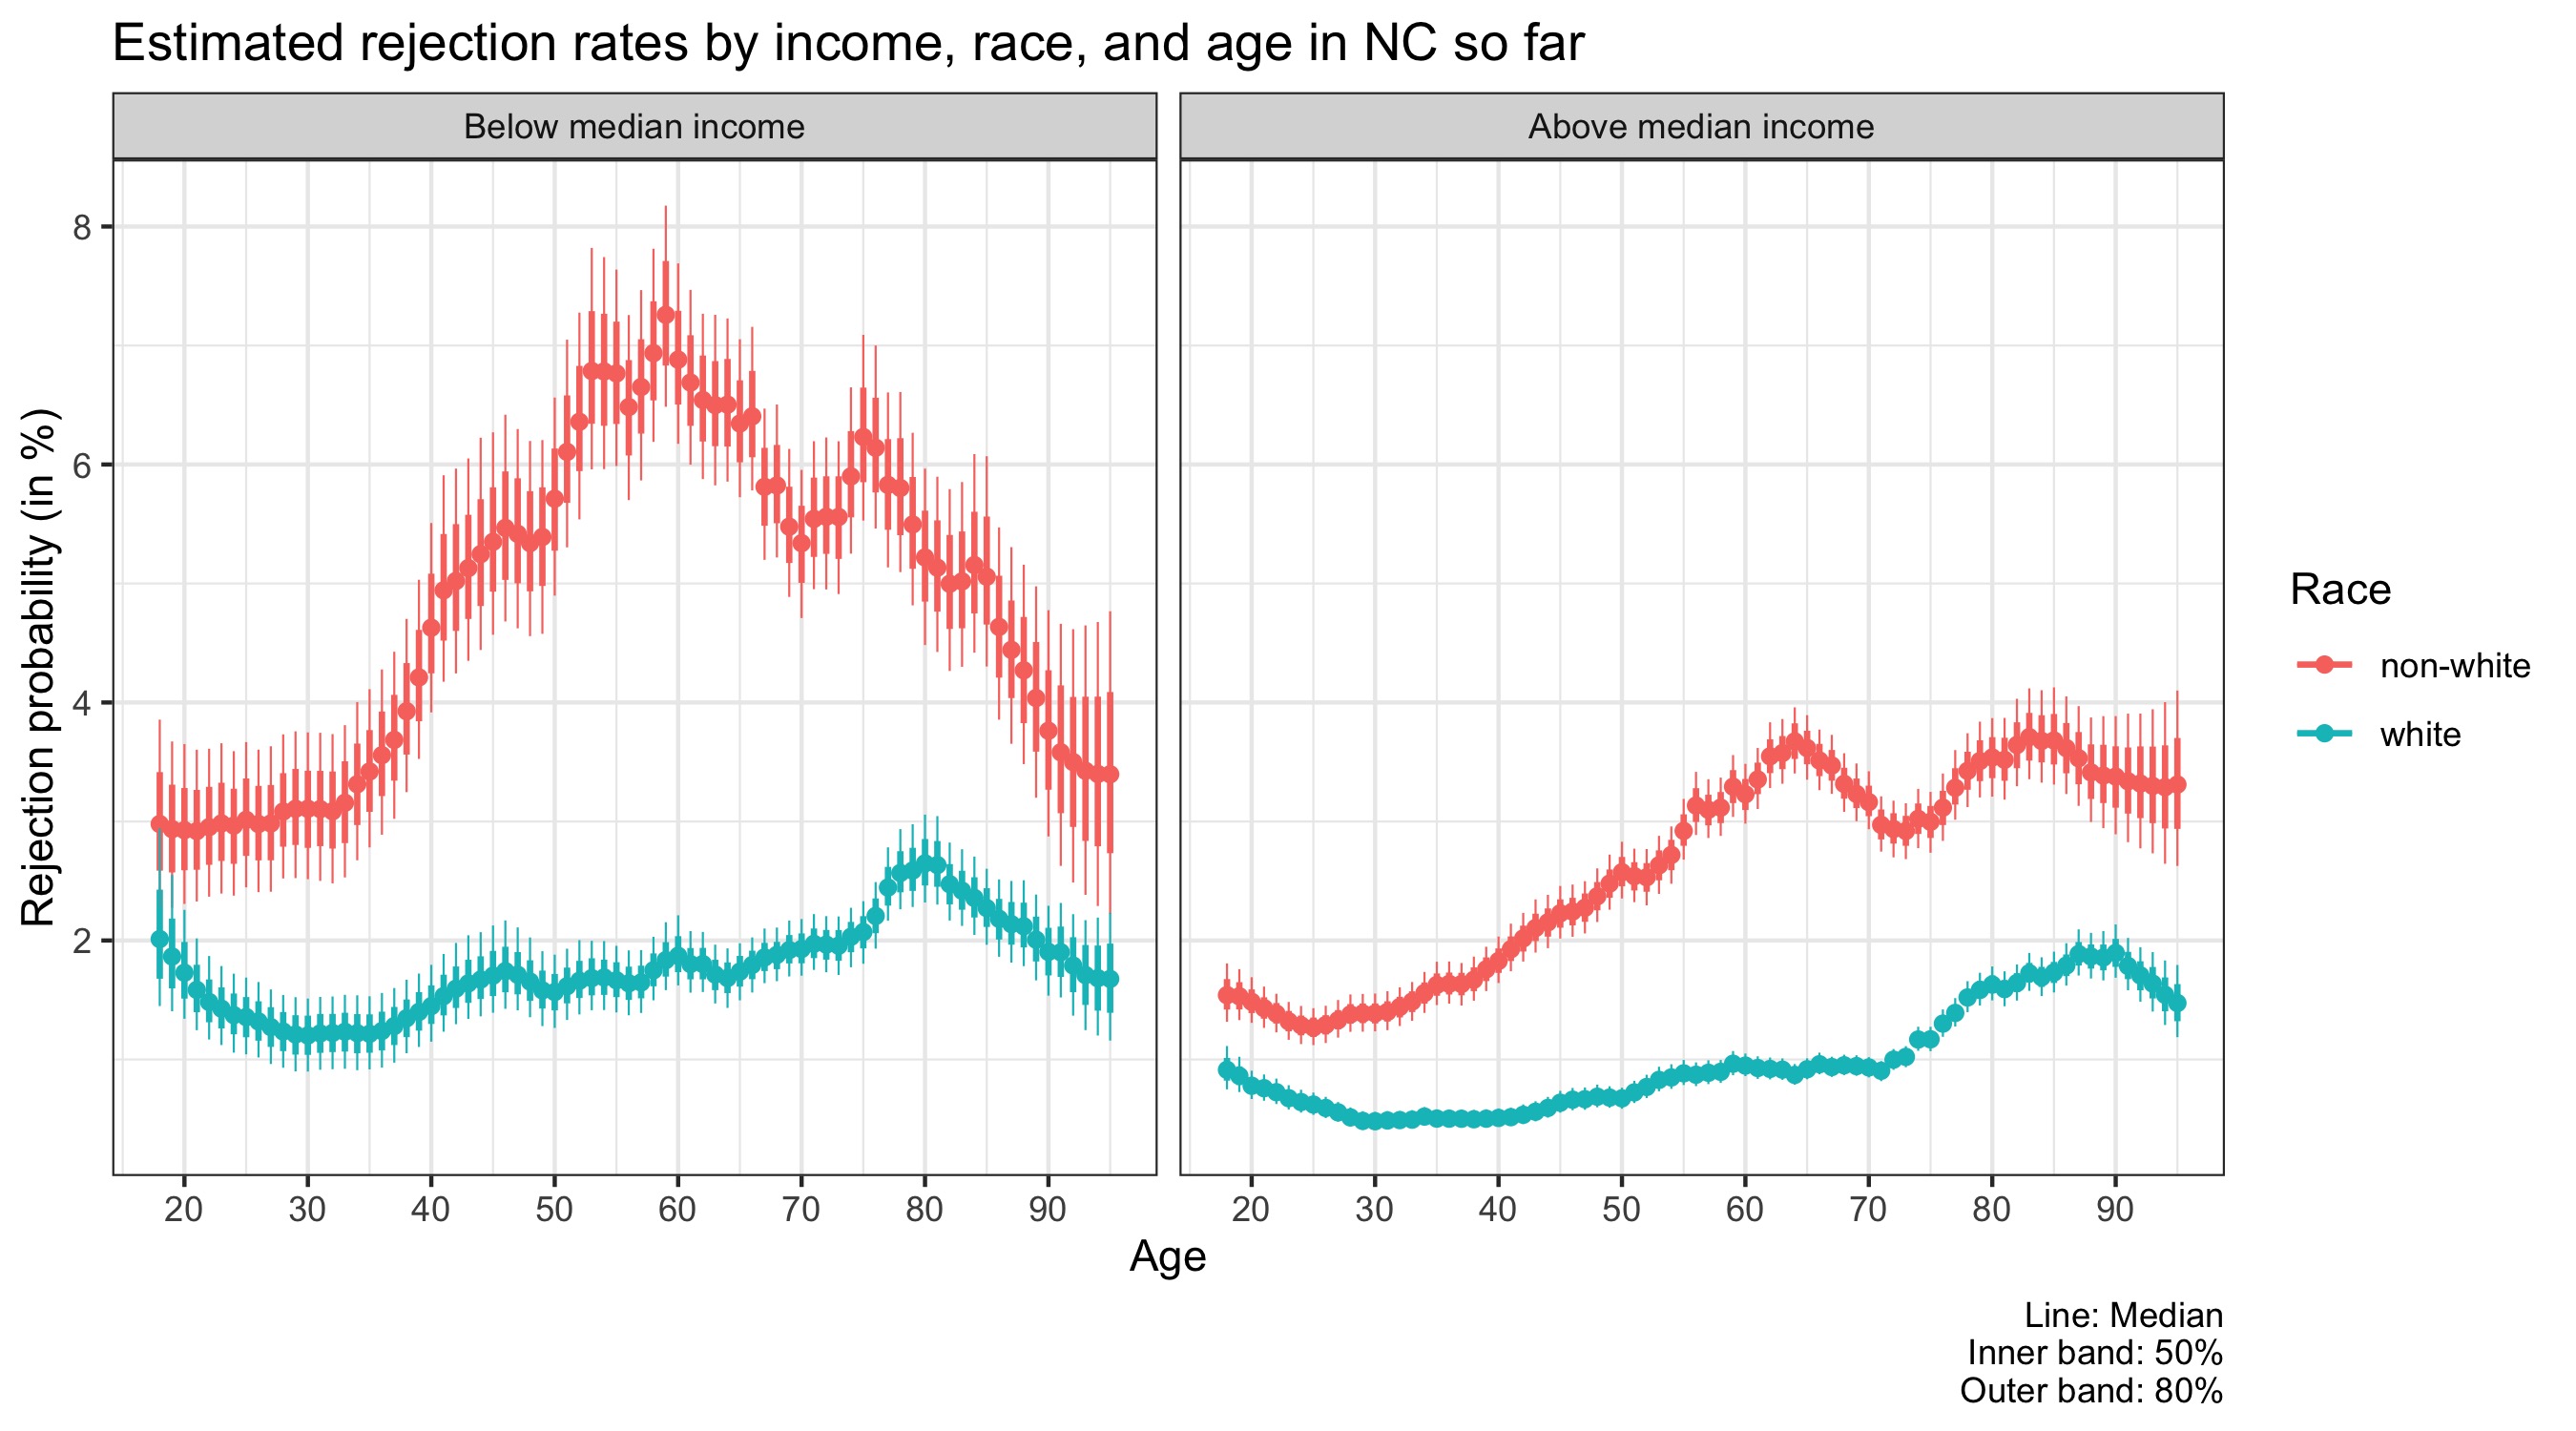 Estimated rejection rates by income, race, and age in NC so far
Below median income
Above median income
Rejection probability (in %)
8
6
4
2
20 30 40 50 60 70 80 90
20 30 40 50 60 70 80 90
Age
Race
non-white
white
Line: Median
Inner band: 50%
Outer band: 80%